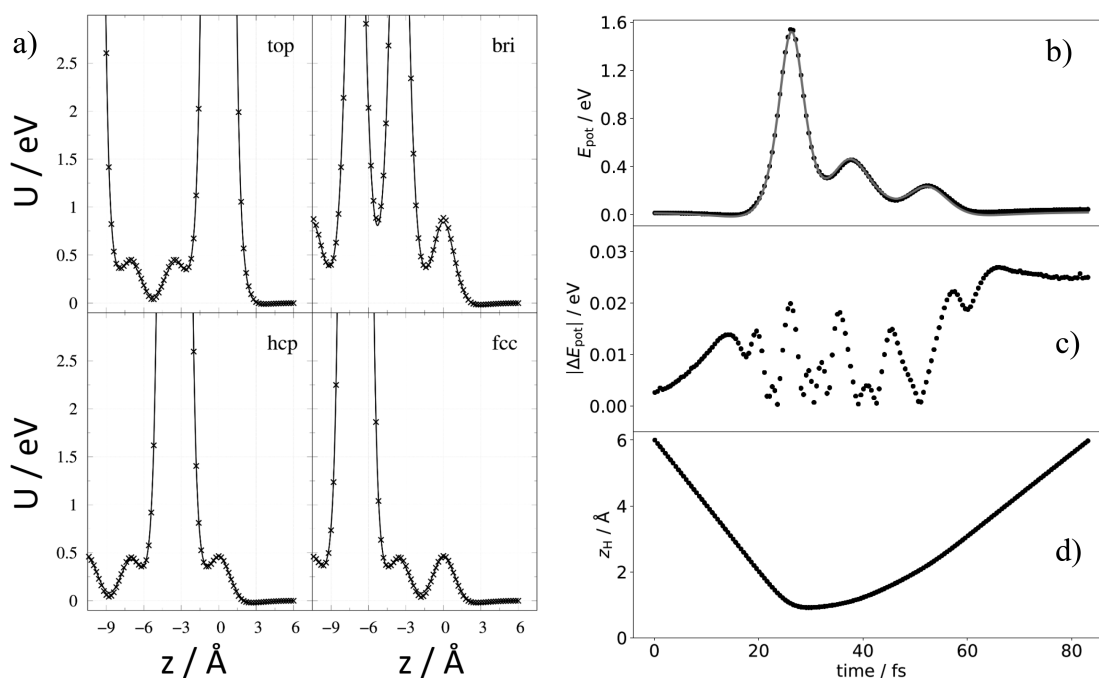 a)
top
bri
2.5
2
1.5
1
0.5
0
U / eV
hcp
fcc
2.5
2
1.5
1
0.5
0
U / eV
−9 −6 −3 0 3 6 −9 −6 −3 0 3 6
z / Å z / Å
b)
1.6
1.2
0.8
0.4
0.0
E_pot / eV
c)
0.03
0.02
0.01
0.00
|ΔE_pot| / eV
d)
6
4
2
0
z_H / Å
0 20 40 60 80
time / fs